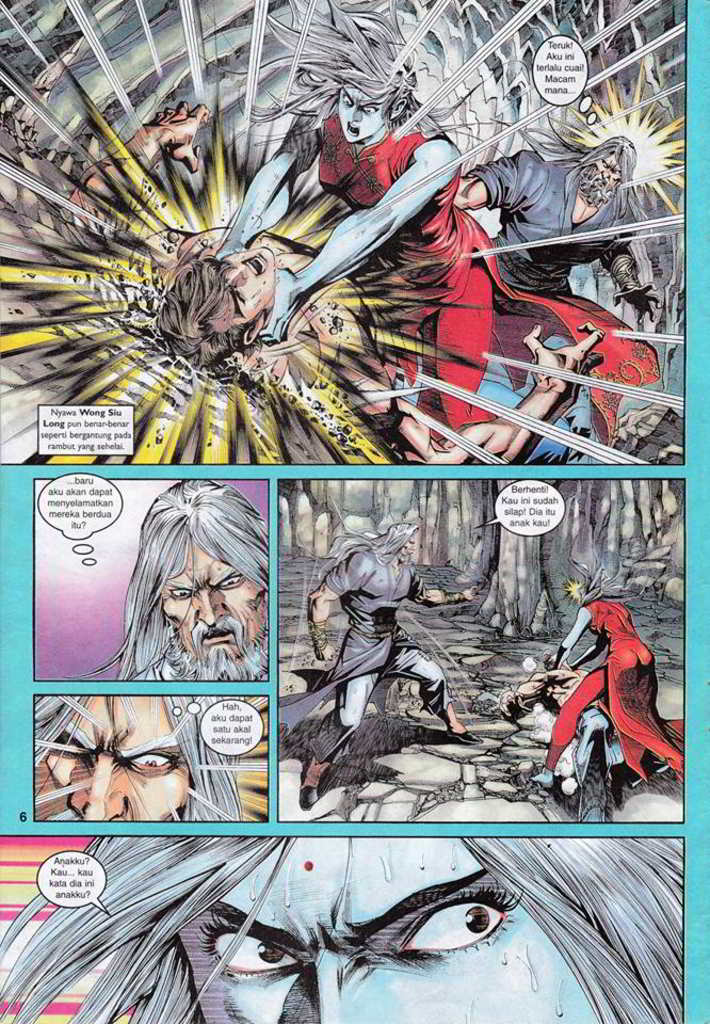 Teruk!
Aku ini
terlalu cuai!
Macam
mana...
Nyawa Wong Siu
Long pun benar-benar
seperti bergantung pada
rambut yang sehelai.
...baru
aku akan dapat
menyelamatkan
mereka berdua
itu?
Berhenti!
Kau ini sudah
silap! Dia itu
anak kau!
Hah,
aku dapat
satu akal
sekarang!
6
Anakku?
Kau... kau
kata dia ini
anakku?